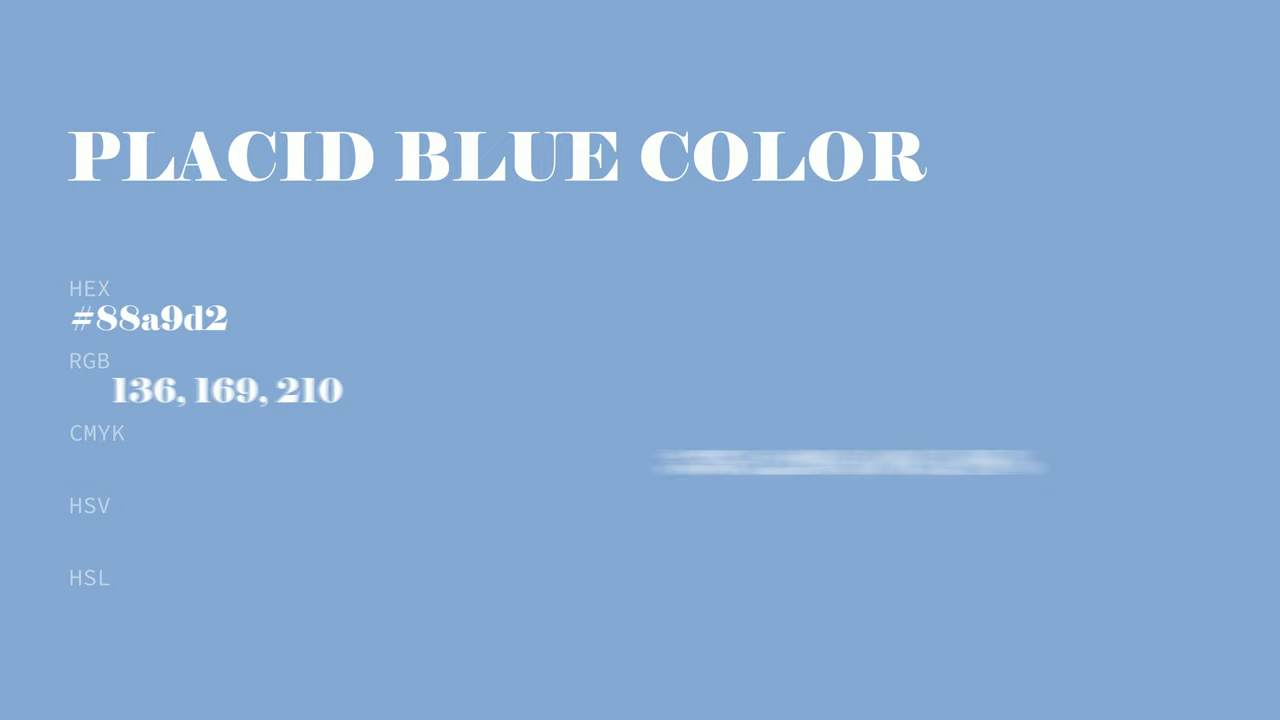 PLACID BLUE COLOR
HEX
#88a9d2
RGB
136, 169, 210
CMYK
HSV
HSL